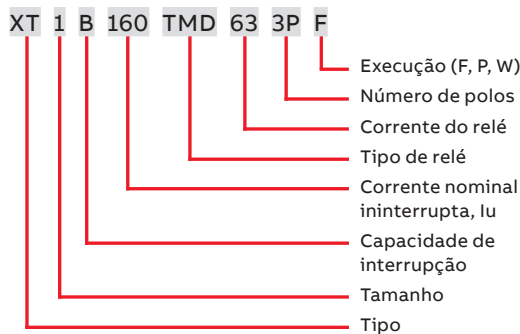 XT 1 B 160 TMD 63 3P F
Execução (F, P, W)
Número de polos
Corrente do relé
Tipo de relé
Corrente nominal
ininterrupta, Iu
Capacidade de
interrupção
Tamanho
Tipo